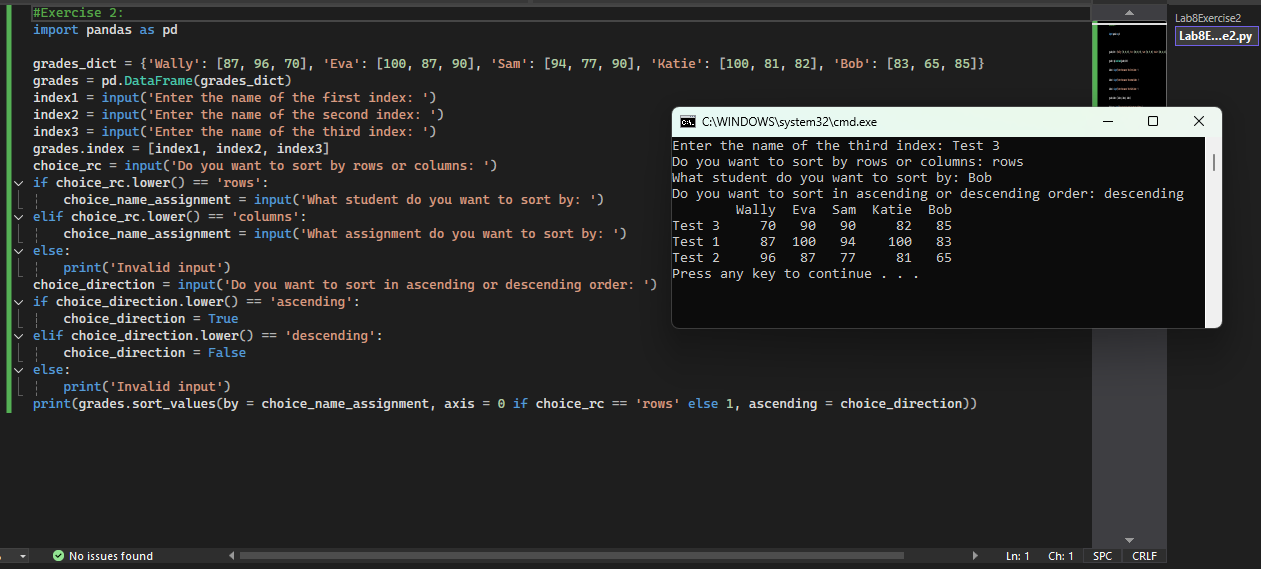 #Exercise 2:
import pandas as pd
grades_dict = {'Wally': [87, 96, 70], 'Eva': [100, 87, 90], 'Sam': [94, 77, 90], 'Katie': [100, 81, 82], 'Bob': [83, 65, 85]}
grades = pd.DataFrame(grades_dict)
index1 = input('Enter the name of the first index: ')
index2 = input('Enter the name of the second index: ')
index3 = input('Enter the name of the third index: ')
grades.index = [index1, index2, index3]
choice_rc = input('Do you want to sort by rows or columns: ')
if choice_rc.lower() == 'rows':
    choice_name_assignment = input('What student do you want to sort by: ')
elif choice_rc.lower() == 'columns':
    choice_name_assignment = input('What assignment do you want to sort by: ')
else:
    print('Invalid input')
choice_direction = input('Do you want to sort in ascending or descending order: ')
if choice_direction.lower() == 'ascending':
    choice_direction = True
elif choice_direction.lower() == 'descending':
    choice_direction = False
else:
    print('Invalid input')
print(grades.sort_values(by = choice_name_assignment, axis = 0 if choice_rc == 'rows' else 1, ascending = choice_direction))
C:\WINDOWS\system32\cmd.exe
Enter the name of the third index: Test 3
Do you want to sort by rows or columns: rows
What student do you want to sort by: Bob
Do you want to sort in ascending or descending order: descending
        Wally  Eva  Sam  Katie  Bob
Test 3     70   90   90     82   85
Test 1     87  100   94    100   83
Test 2     96   87   77     81   65
Press any key to continue . . .
Lab8Exercise2
Lab8E...e2.py
No issues found
Ln: 1 Ch: 1 SPC CRLF